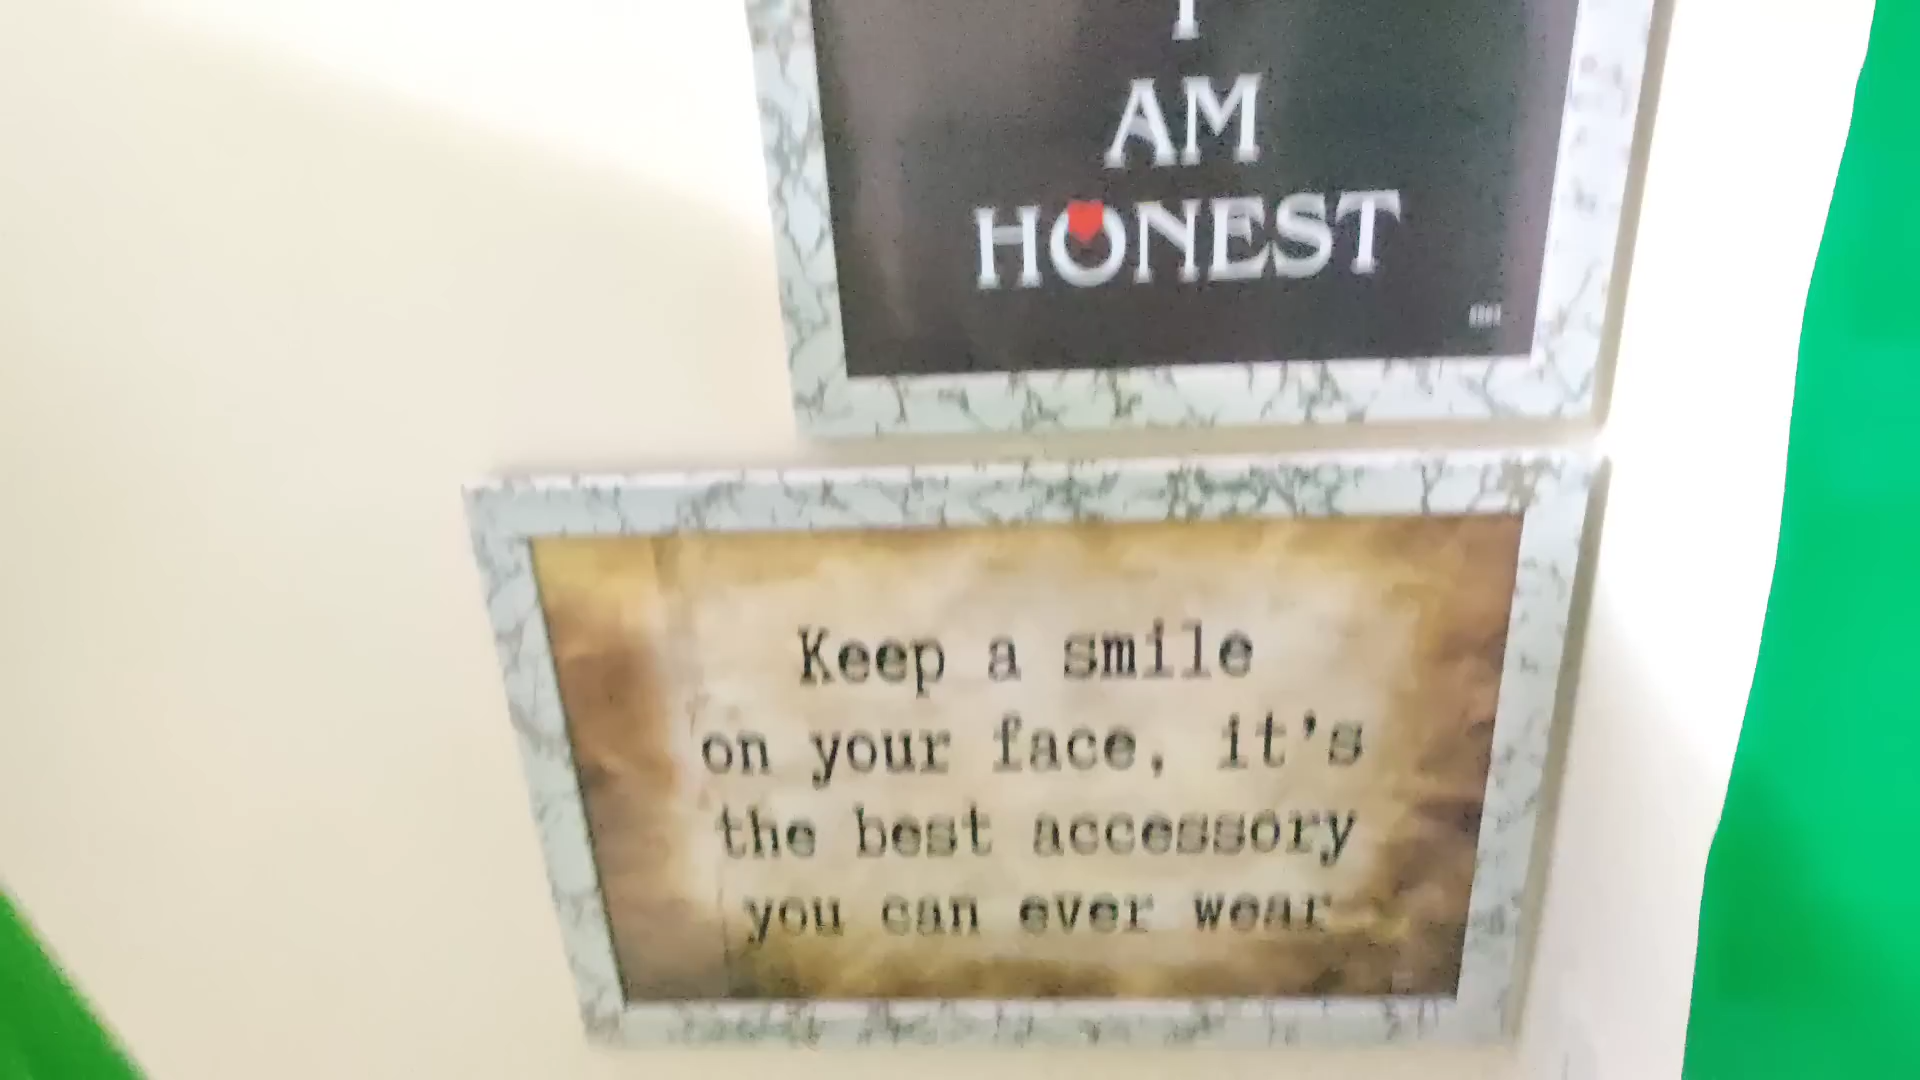 I
AM
HONEST
Keep a smile
on your face, it's
the best accessory
you can ever wear